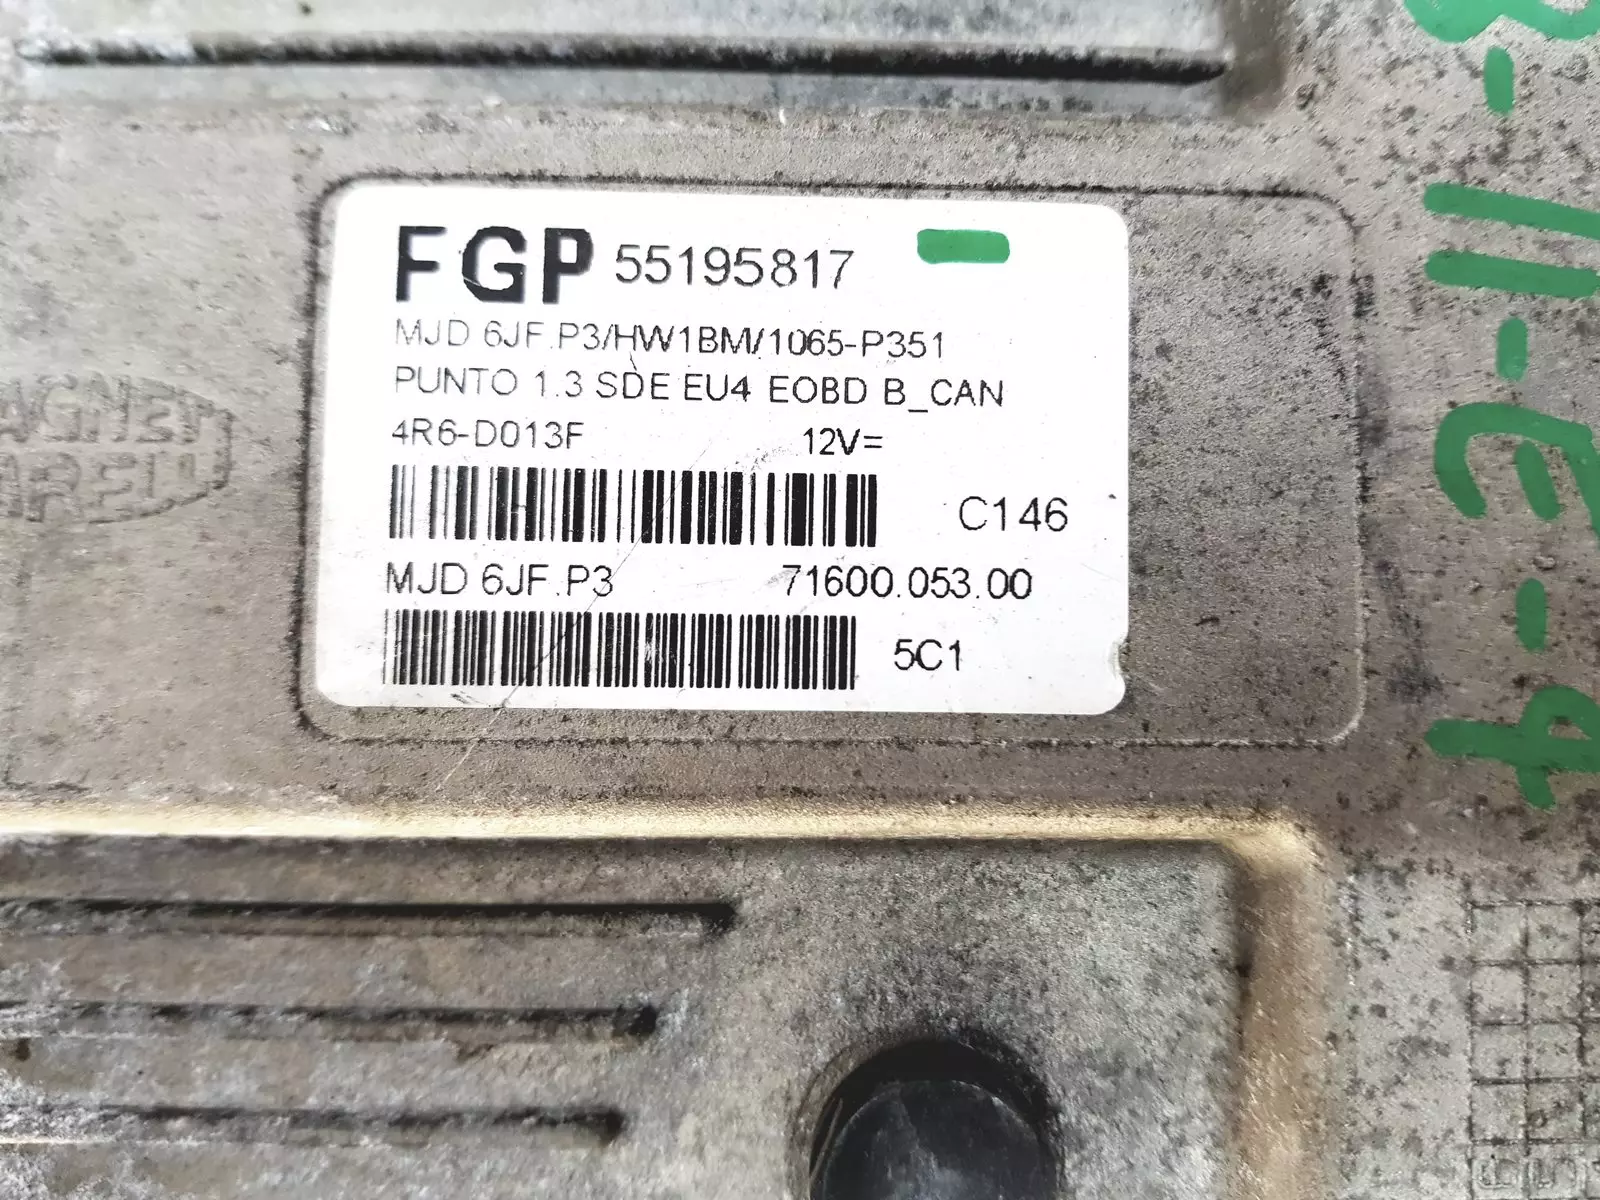 FGP 55195817
MJD 6JF.P3/HW1BM/1065-P351
PUNTO 1.3 SDE EU4 EOBD B_CAN
4R6-D013F 12V=
C146
MJD 6JF.P3 71600.053.00
5C1